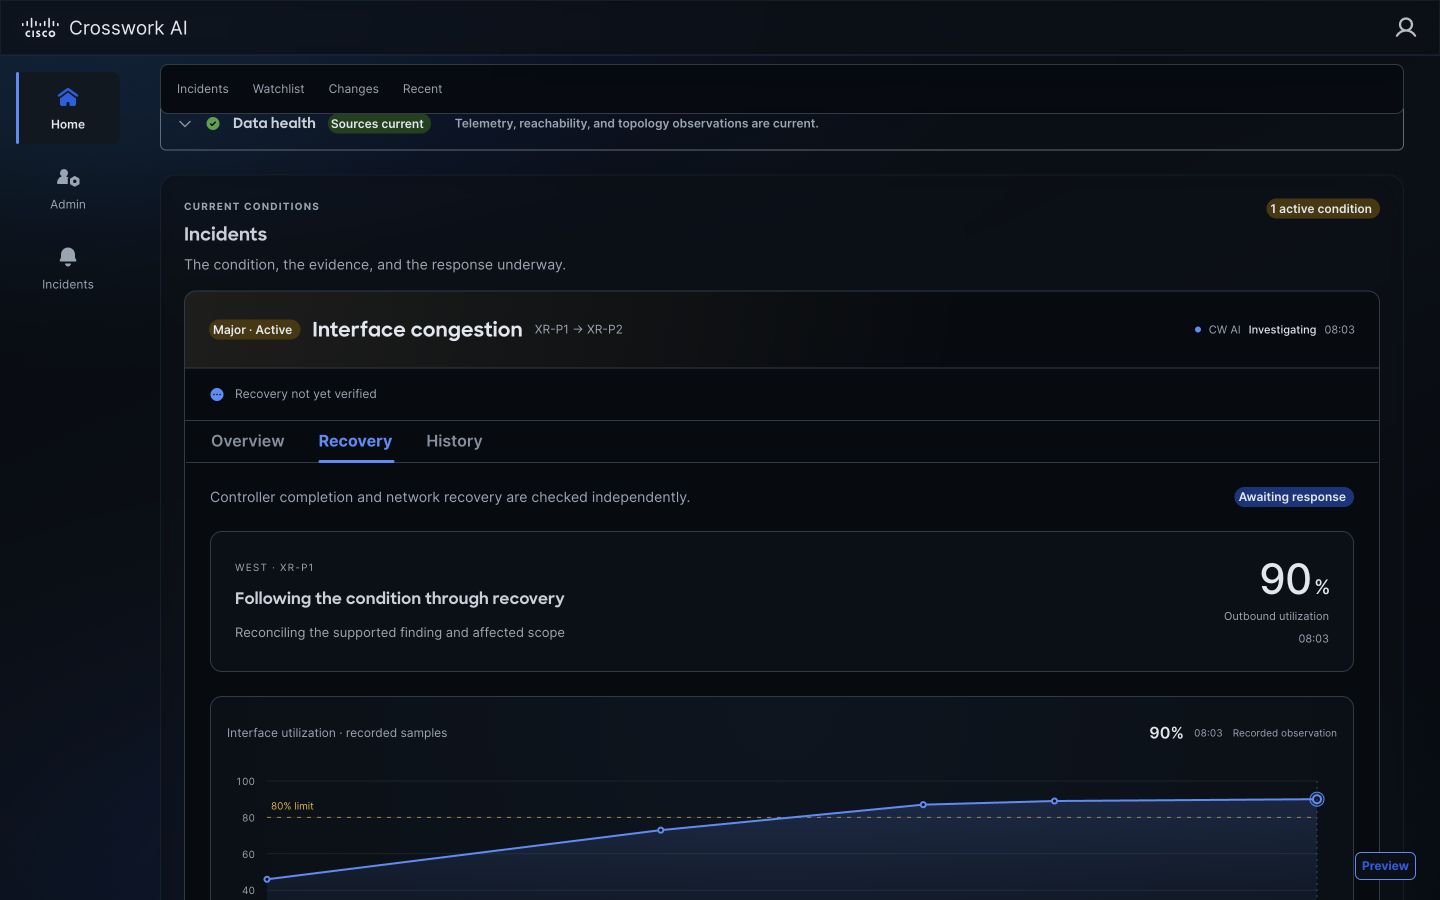 CISCO Crosswork AI
Incidents Watchlist Changes Recent
Home
Admin
Incidents
Data health Sources current Telemetry, reachability, and topology observations are current.
CURRENT CONDITIONS
1 active condition
Incidents
The condition, the evidence, and the response underway.
Major · Active Interface congestion XR-P1 → XR-P2 CW AI Investigating 08:03
Recovery not yet verified
Overview Recovery History
Controller completion and network recovery are checked independently. Awaiting response
WEST · XR-P1
Following the condition through recovery
Reconciling the supported finding and affected scope
90 %
Outbound utilization
08:03
Interface utilization · recorded samples 90% 08:03 Recorded observation
100
80% limit
80
60
40
Preview